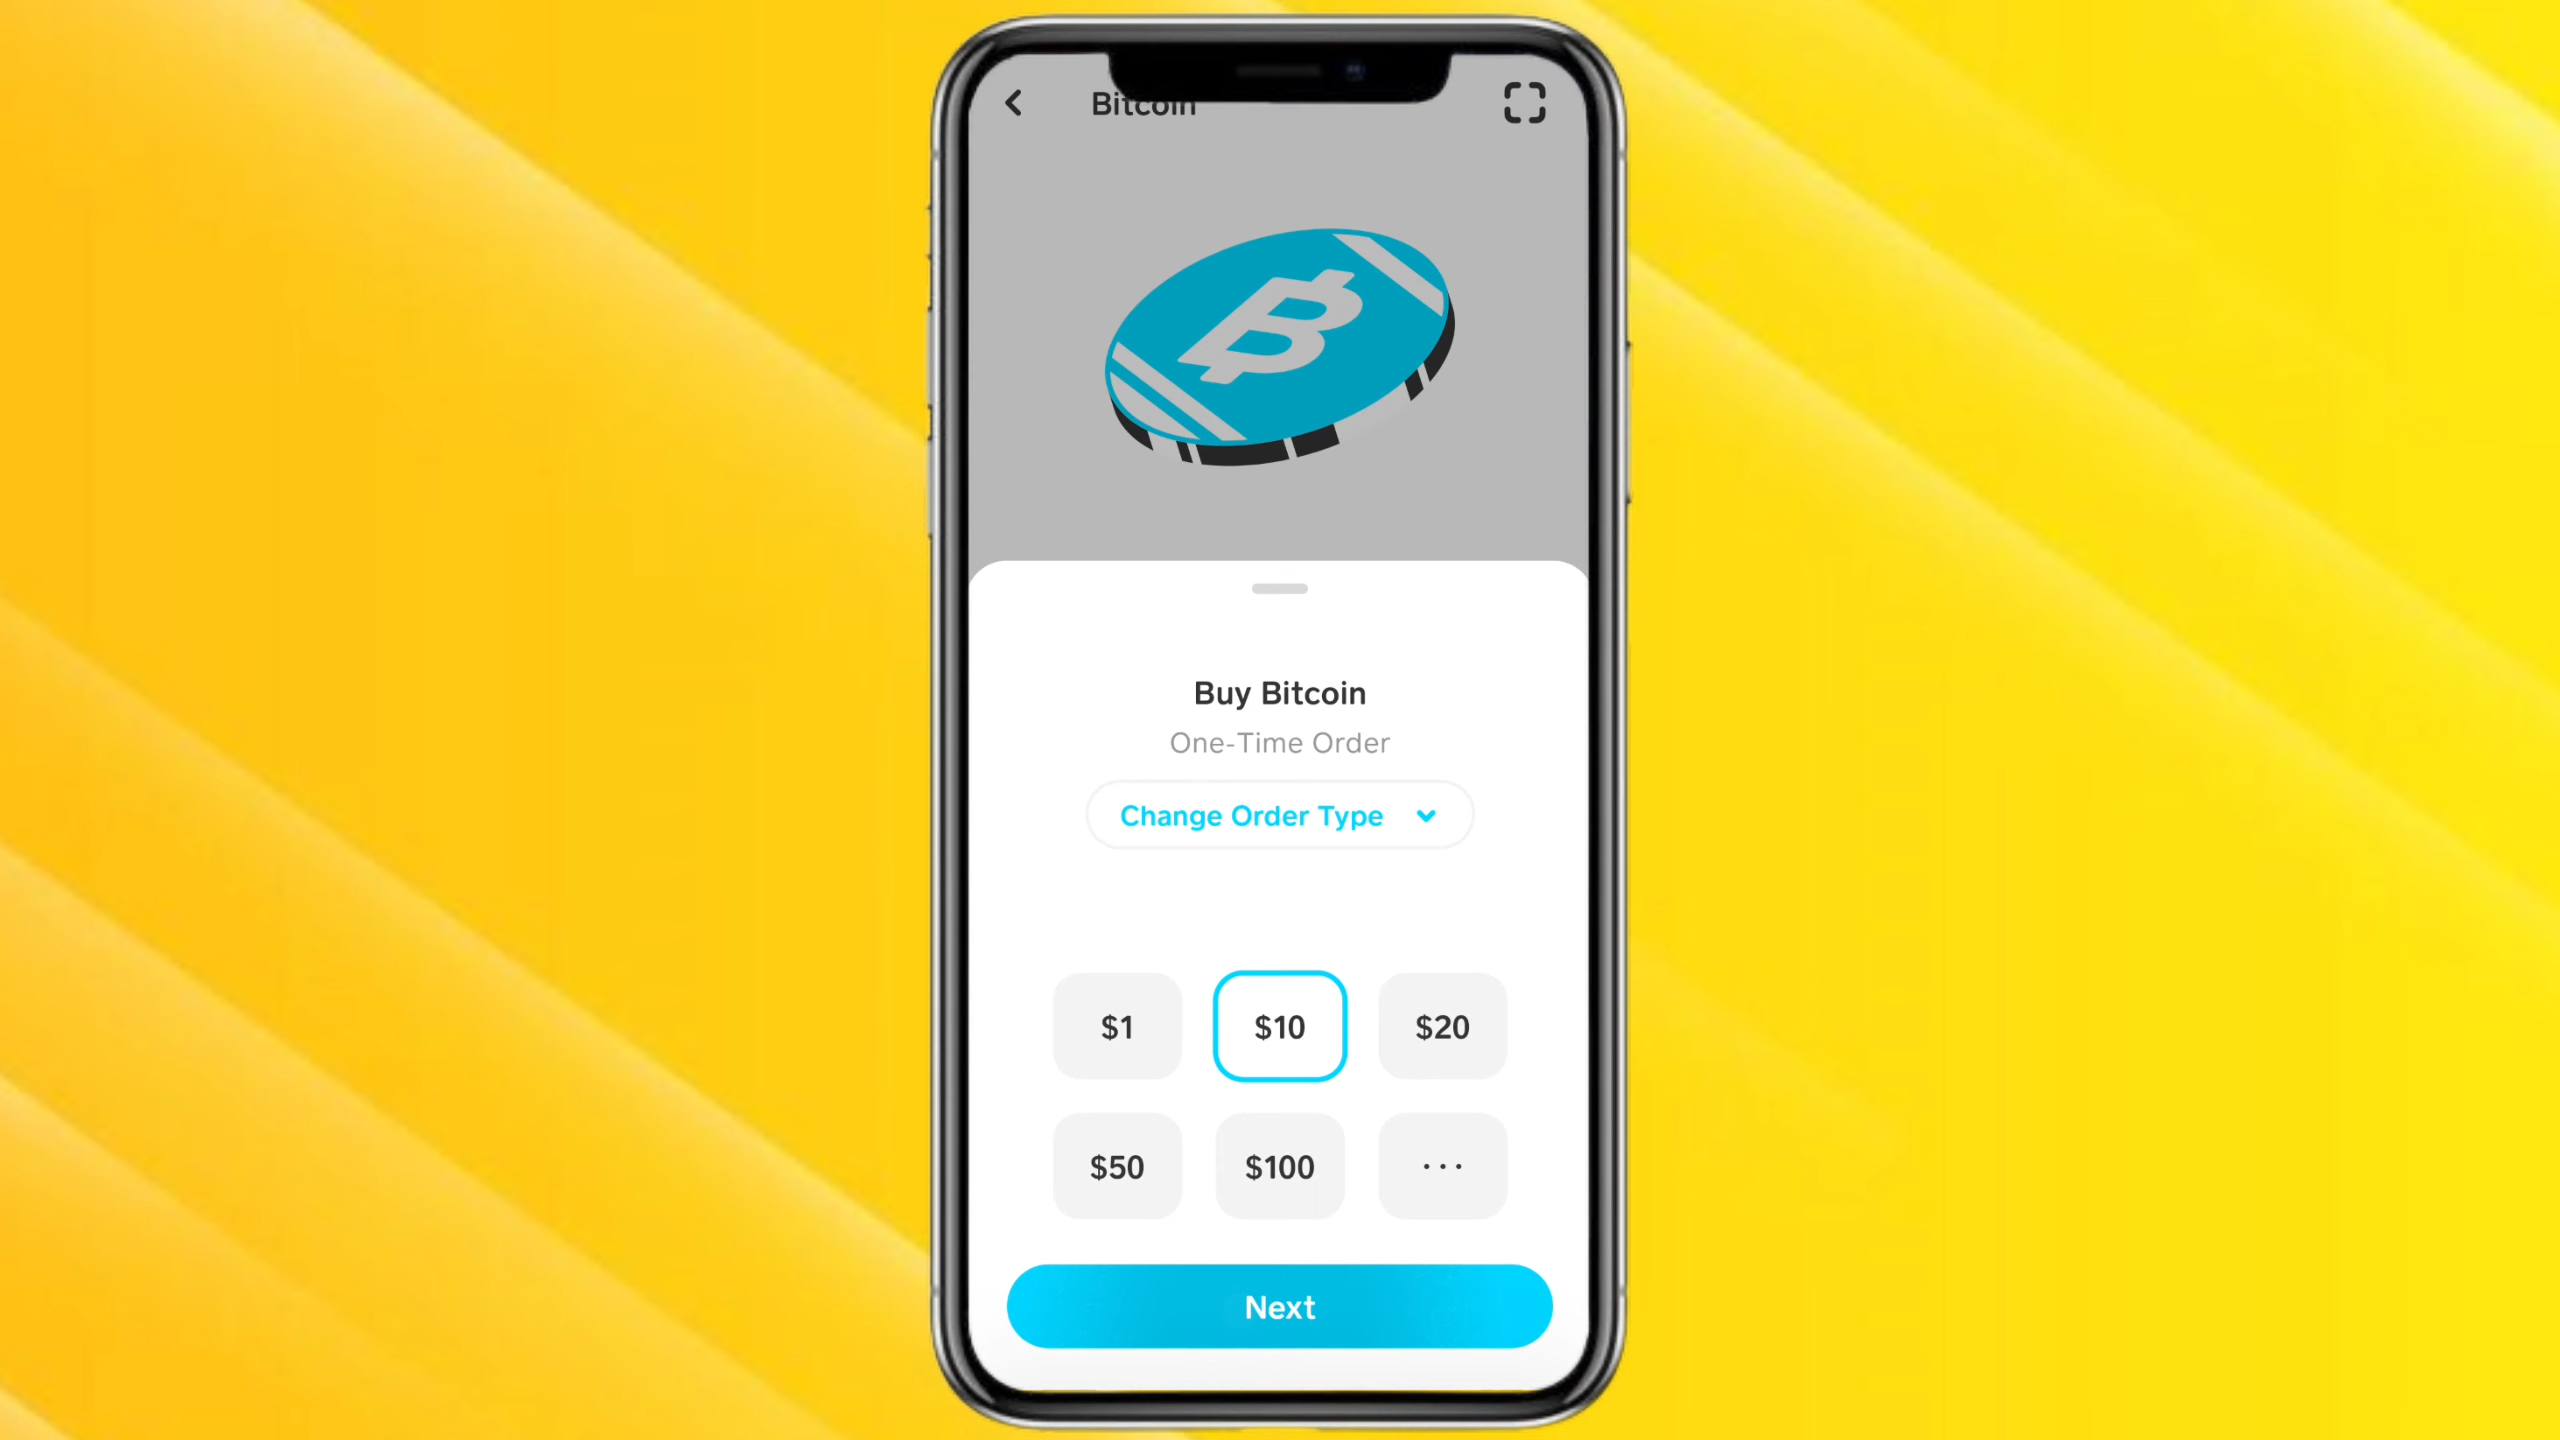 Bitcoin
Buy Bitcoin
One-Time Order
Change Order Type
$1
$10
$20
$50
$100
...
Next